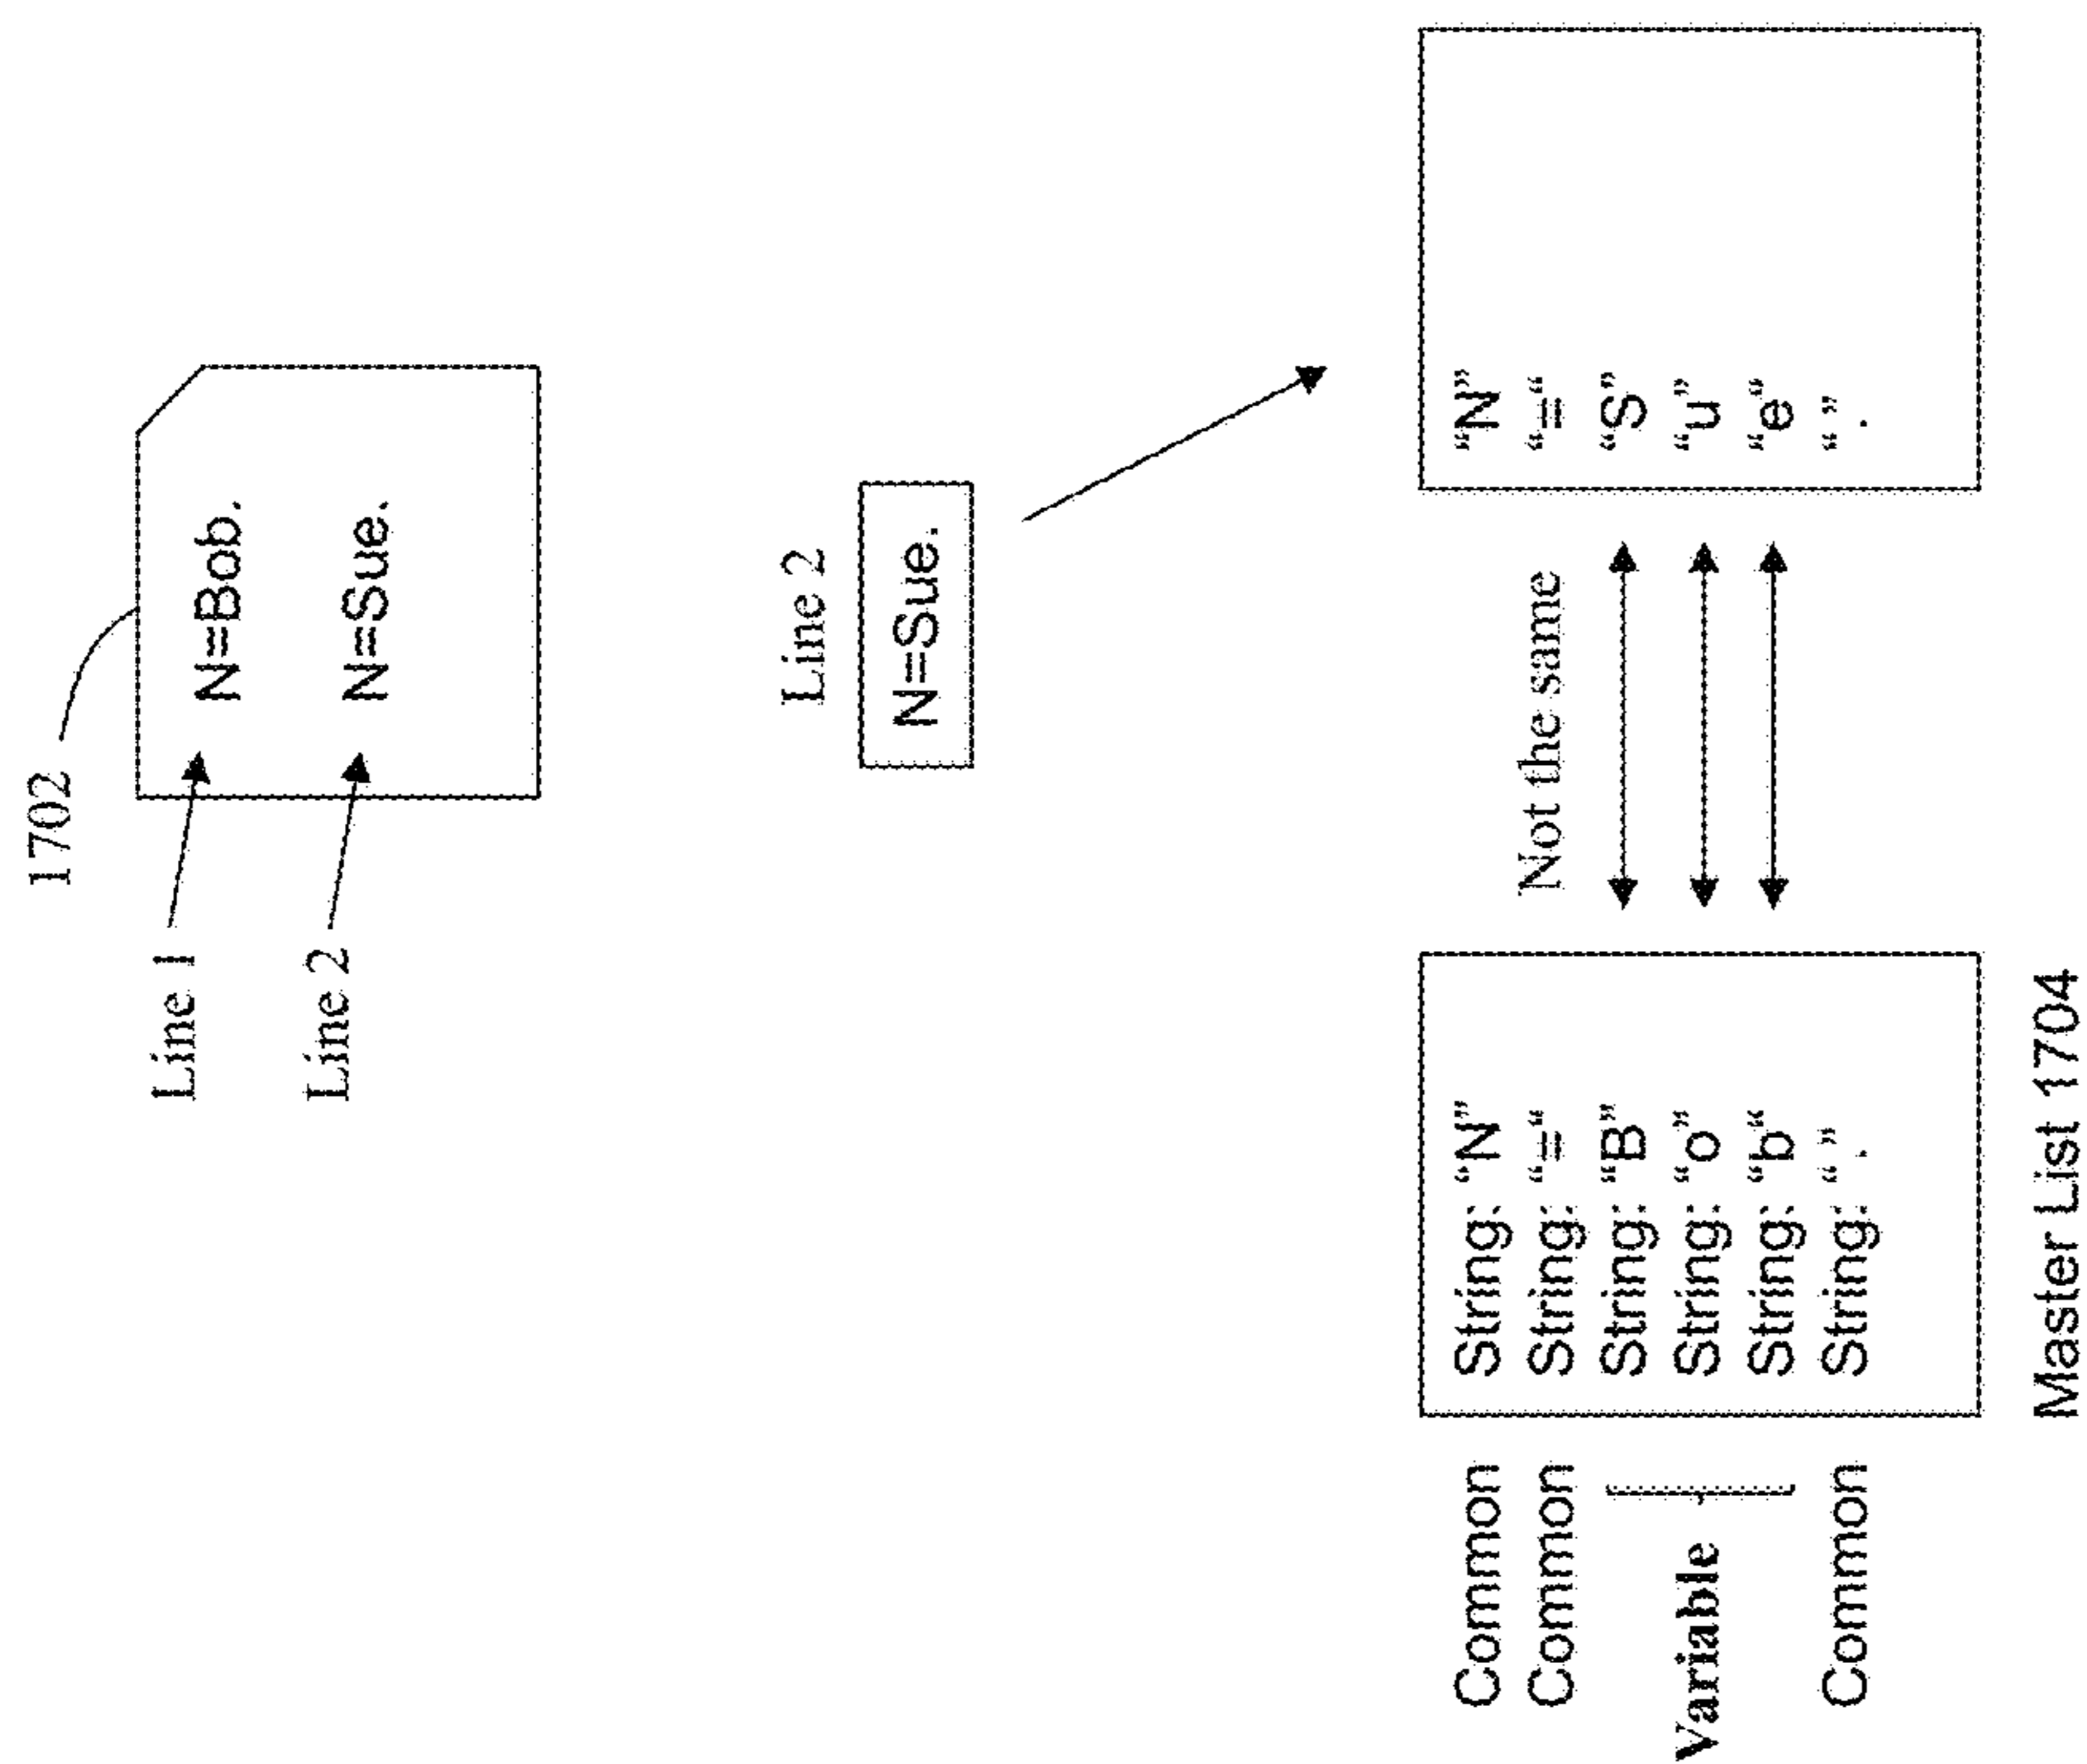 1702
Line 1
N=Bob.
Line 2
N=Sue.
Line 2
N=Sue.
Common
String: “N”
Common
String: “=“
Variable
String: “B”
String: “o”
String: “b“
Common
String: “.”
Master List 1704
Not the same
“N”
“=“
“S”
“u”
“e“
“.”